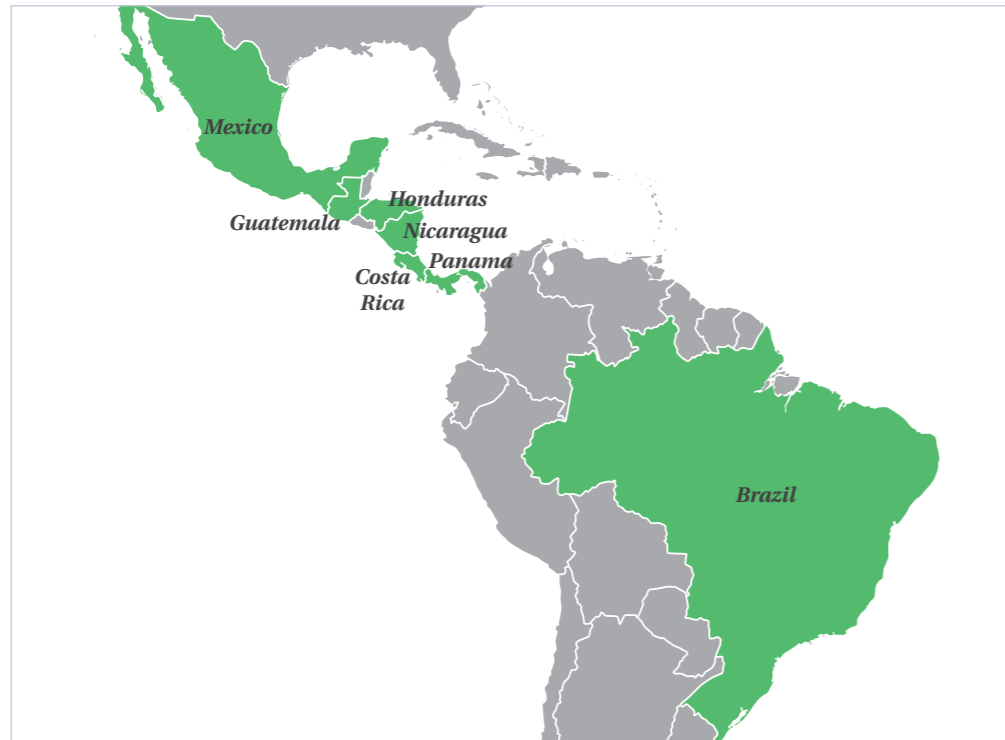 Mexico
Honduras
Guatemala
Nicaragua
Panama
Costa
Rica
Brazil